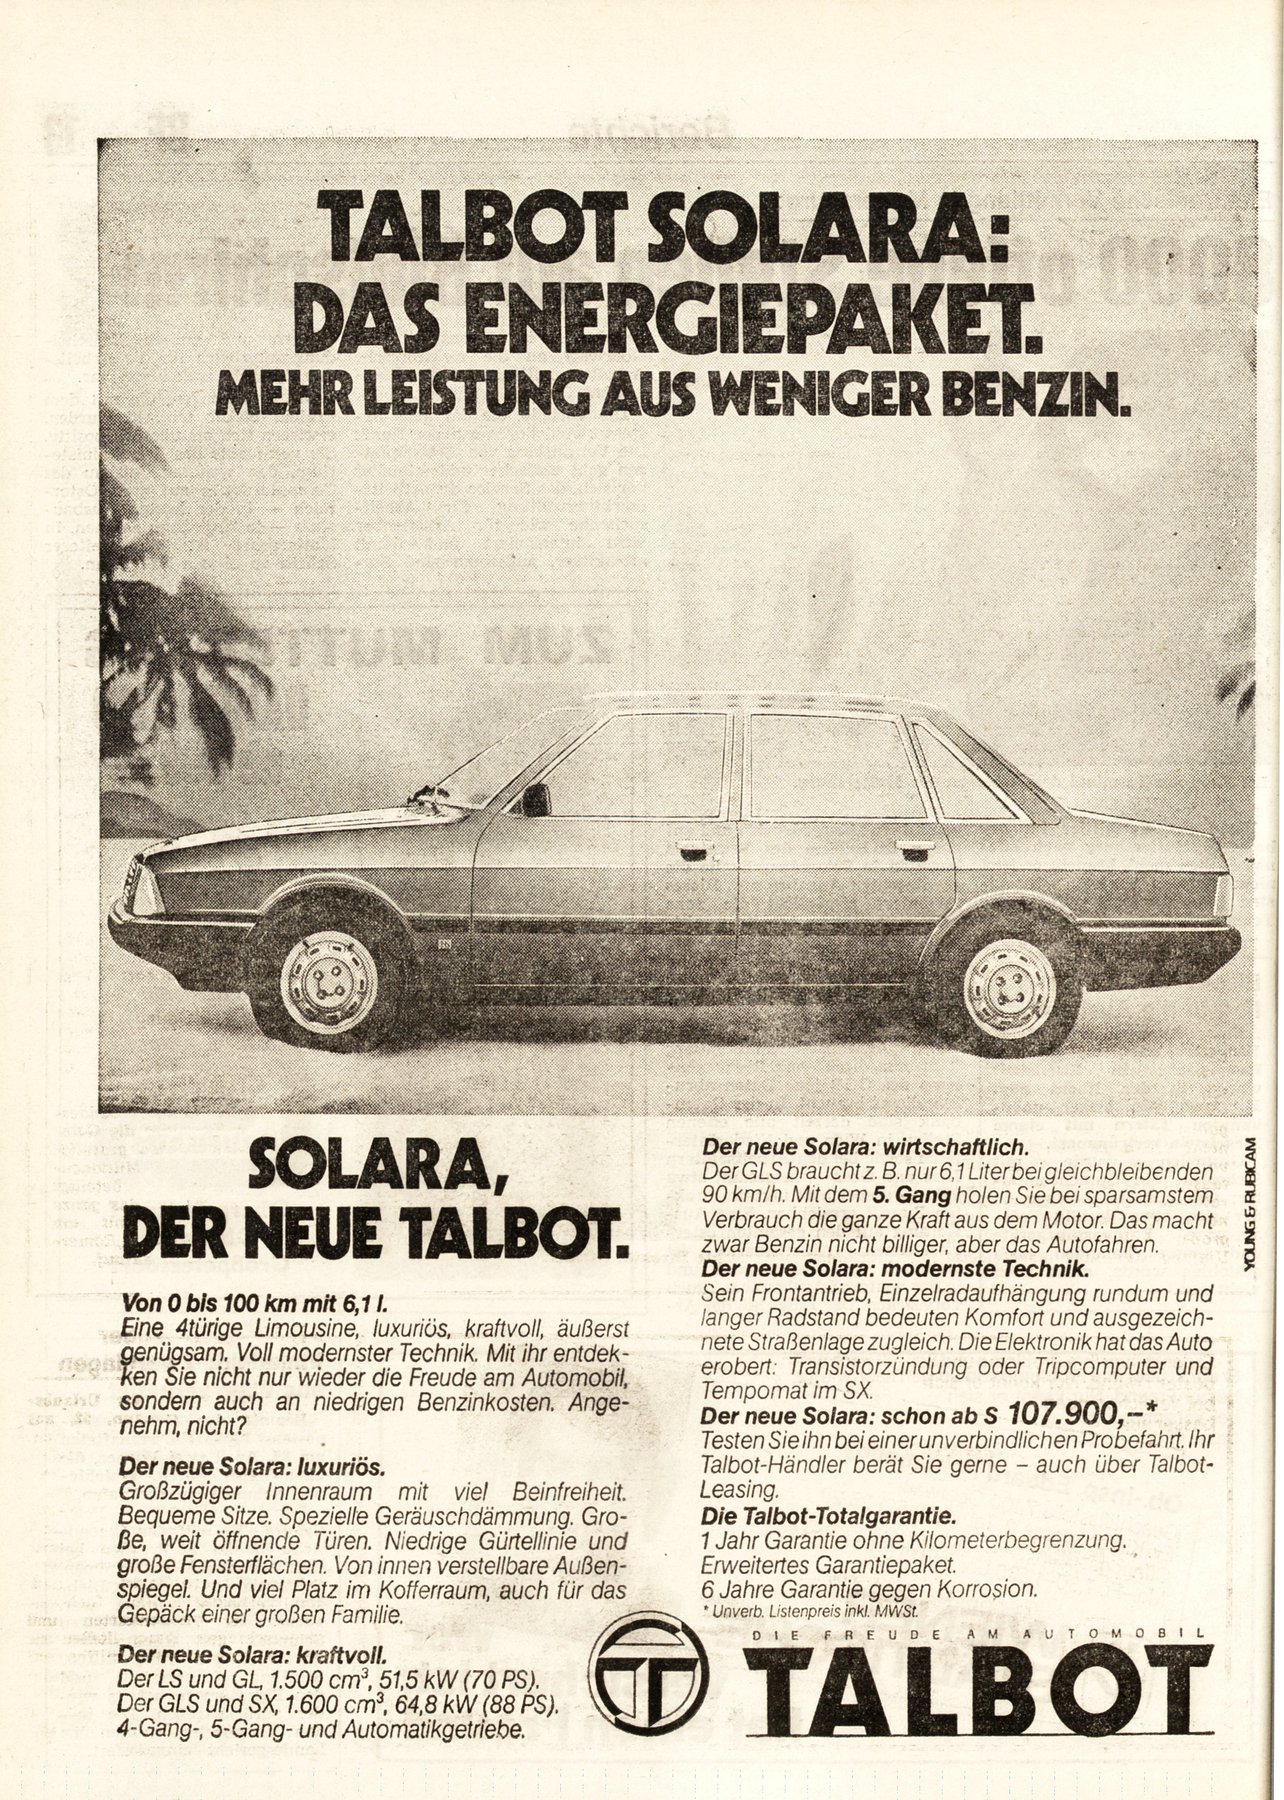 TALBOT SOLARA:
DAS ENERGIEPAKET.
MEHR LEISTUNG AUS WENIGER BENZIN.
SOLARA,
DER NEUE TALBOT.
Von 0 bis 100 km mit 6,1 l.
Eine 4türige Limousine, luxuriös, kraftvoll, äußerst
genügsam. Voll modernster Technik. Mit ihr entdek-
ken Sie nicht nur wieder die Freude am Automobil,
sondern auch an niedrigen Benzinkosten. Ange-
nehm, nicht?
Der neue Solara: luxuriös.
Großzügiger Innenraum mit viel Beinfreiheit.
Bequeme Sitze. Spezielle Geräuschdämmung. Gro-
ße, weit öffnende Türen. Niedrige Gürtellinie und
große Fensterflächen. Von innen verstellbare Außen-
spiegel. Und viel Platz im Kofferraum, auch für das
Gepäck einer großen Familie.
Der neue Solara: kraftvoll.
Der LS und GL, 1.500 cm³, 51,5 kW (70 PS).
Der GLS und SX, 1.600 cm³, 64,8 kW (88 PS).
4-Gang-, 5-Gang- und Automatikgetriebe.
Der neue Solara: wirtschaftlich.
Der GLS braucht z. B. nur 6,1 Liter bei gleichbleibenden
90 km/h. Mit dem 5. Gang holen Sie bei sparsamstem
Verbrauch die ganze Kraft aus dem Motor. Das macht
zwar Benzin nicht billiger, aber das Autofahren.
Der neue Solara: modernste Technik.
Sein Frontantrieb, Einzelradaufhängung rundum und
langer Radstand bedeuten Komfort und ausgezeich-
nete Straßenlage zugleich. Die Elektronik hat das Auto
erobert: Transistorzündung oder Tripcomputer und
Tempomat im SX.
Der neue Solara: schon ab S 107.900,–*
Testen Sie ihn bei einer unverbindlichen Probefahrt. Ihr
Talbot-Händler berät Sie gerne – auch über Talbot-
Leasing.
Die Talbot-Totalgarantie.
1 Jahr Garantie ohne Kilometerbegrenzung.
Erweitertes Garantiepaket.
6 Jahre Garantie gegen Korrosion.
* Unverb. Listenpreis inkl. MWSt.
DIE FREUDE AM AUTOMOBIL
TALBOT
YOUNG & RUBICAM